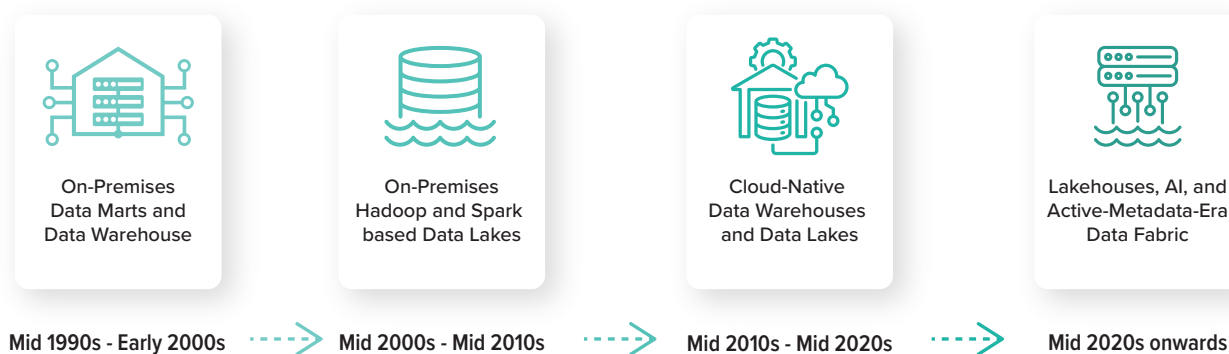 On-Premises
Data Marts and
Data Warehouse
Mid 1990s - Early 2000s
On-Premises
Hadoop and Spark
based Data Lakes
Mid 2000s - Mid 2010s
Cloud-Native
Data Warehouses
and Data Lakes
Mid 2010s - Mid 2020s
Lakehouses, AI, and
Active-Metadata-Era
Data Fabric
Mid 2020s onwards